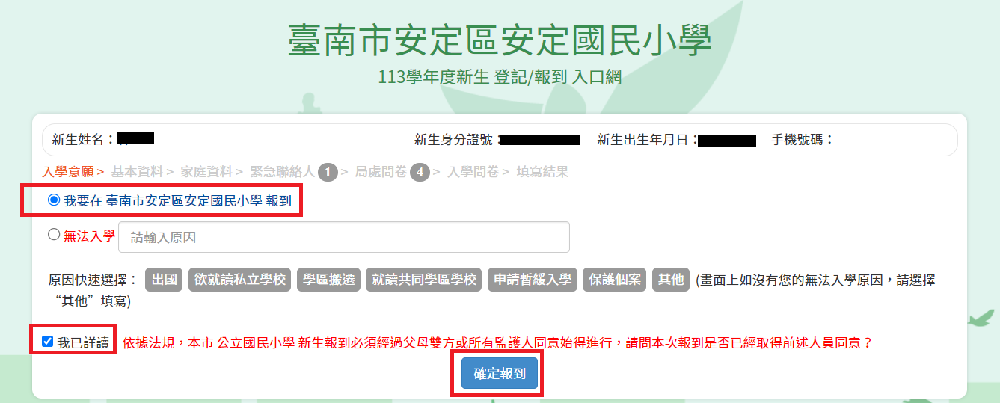 臺南市安定區安定國民小學
113學年度新生 登記/報到 入口網
新生姓名： 新生身分證號： 新生出生年月日： 手機號碼：
入學意願 > 基本資料 > 家庭資料 > 緊急聯絡人 1 > 局處問卷 4 > 入學問卷 > 填寫結果
我要在 臺南市安定區安定國民小學 報到
無法入學 請輸入原因
原因快速選擇： 出國 欲就讀私立學校 學區搬遷 就讀共同學區學校 申請暫緩入學 保護個案 其他 (畫面上如沒有您的無法入學原因，請選擇
“其他”填寫)
我已詳讀 依據法規，本市 公立國民小學 新生報到必須經過父母雙方或所有監護人同意始得進行，請問本次報到是否已經取得前述人員同意？
確定報到